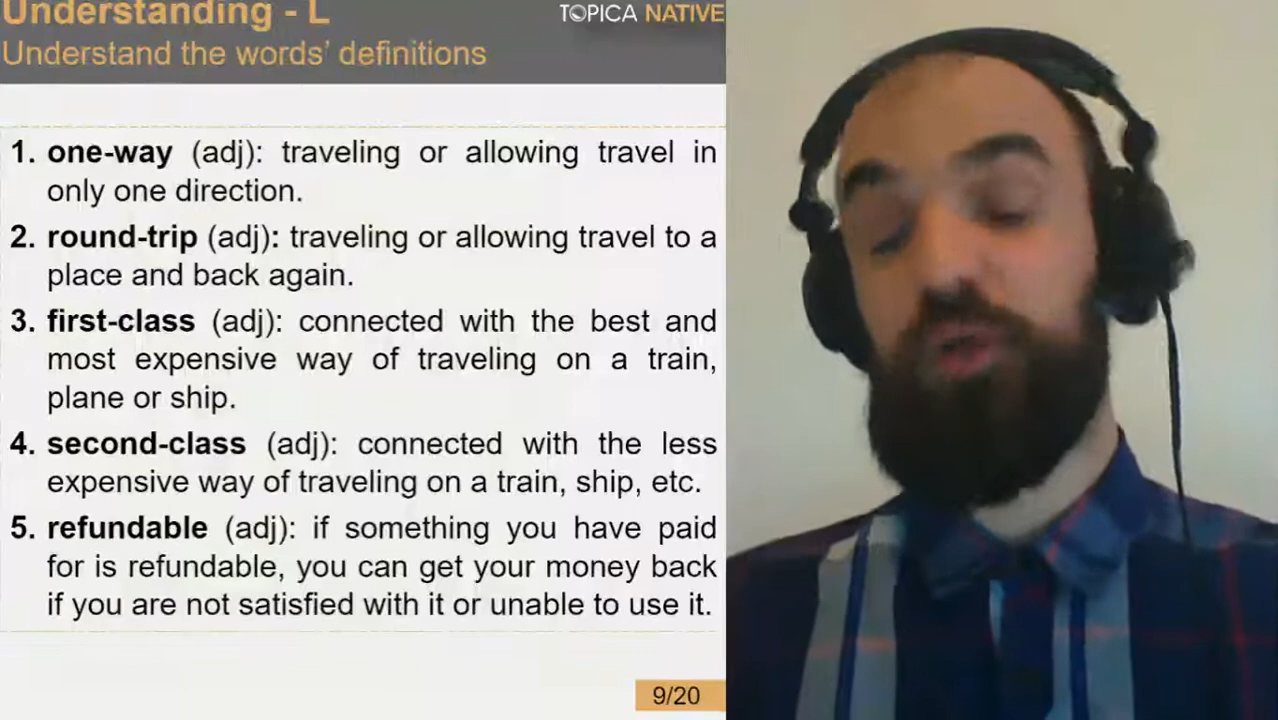 Understanding - L
TOPICA NATIVE
Understand the words' definitions
1. one-way (adj): traveling or allowing travel in
only one direction.
2. round-trip (adj): traveling or allowing travel to a
place and back again.
3. first-class (adj): connected with the best and
most expensive way of traveling on a train,
plane or ship.
4. second-class (adj): connected with the less
expensive way of traveling on a train, ship, etc.
5. refundable (adj): if something you have paid
for is refundable, you can get your money back
if you are not satisfied with it or unable to use it.
9/20